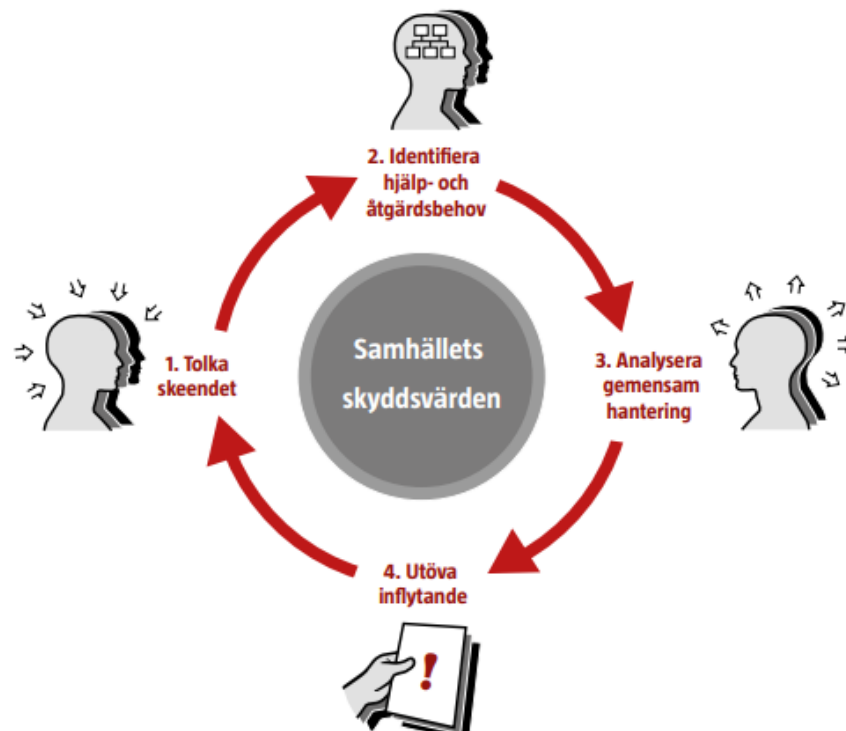 2. Identifiera
hjälp- och
åtgärdsbehov
1. Tolka
skeendet
Samhällets
skyddsvärden
3. Analysera
gemensam
hantering
4. Utöva
inflytande
!